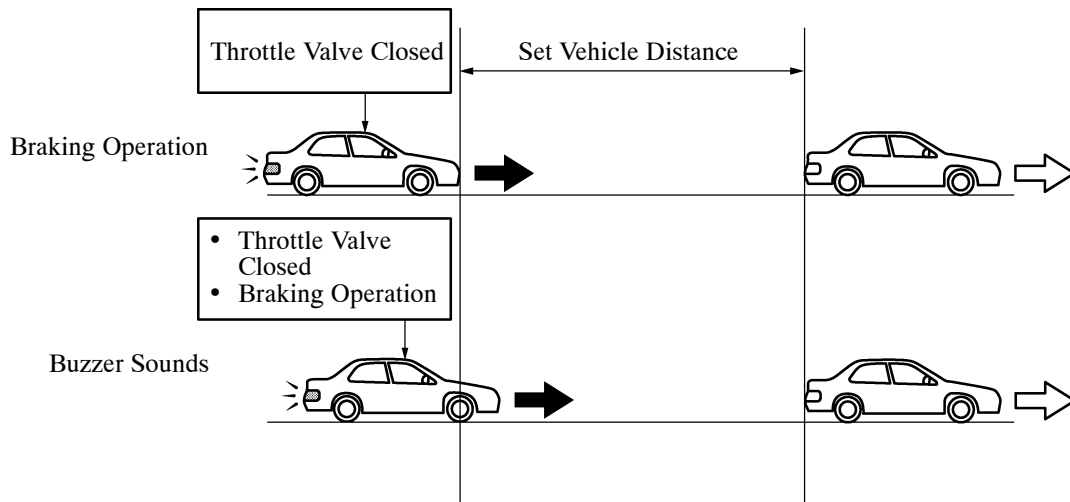 Throttle Valve Closed
Set Vehicle Distance
Braking Operation
• Throttle Valve
Closed
• Braking Operation
Buzzer Sounds